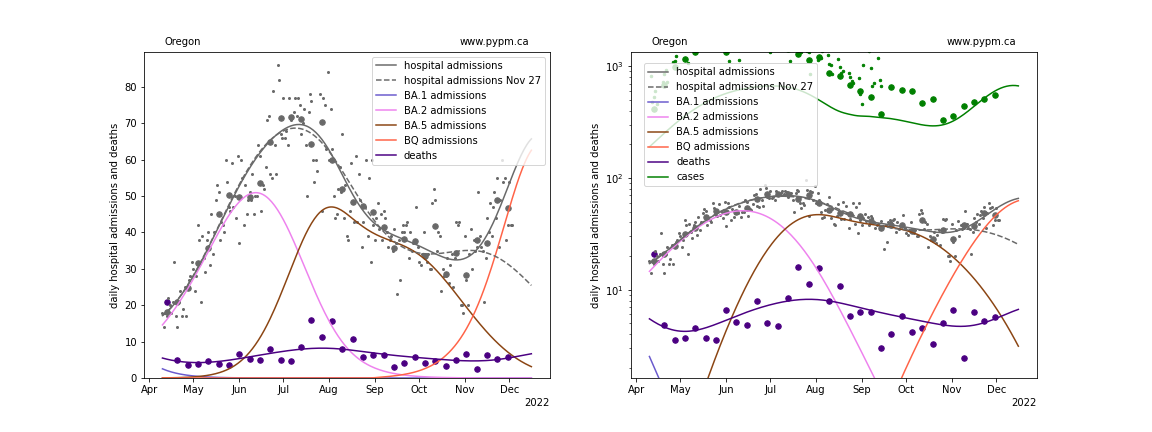 Oregon www.pypm.ca
hospital admissions
hospital admissions Nov 27
BA.1 admissions
BA.2 admissions
BA.5 admissions
BQ admissions
deaths
daily hospital admissions and deaths
80
70
60
50
40
30
20
10
0
Apr May Jun Jul Aug Sep Oct Nov Dec
2022
Oregon www.pypm.ca
hospital admissions
hospital admissions Nov 27
BA.1 admissions
BA.2 admissions
BA.5 admissions
BQ admissions
deaths
cases
daily hospital admissions and deaths
10³
10²
10¹
Apr May Jun Jul Aug Sep Oct Nov Dec
2022